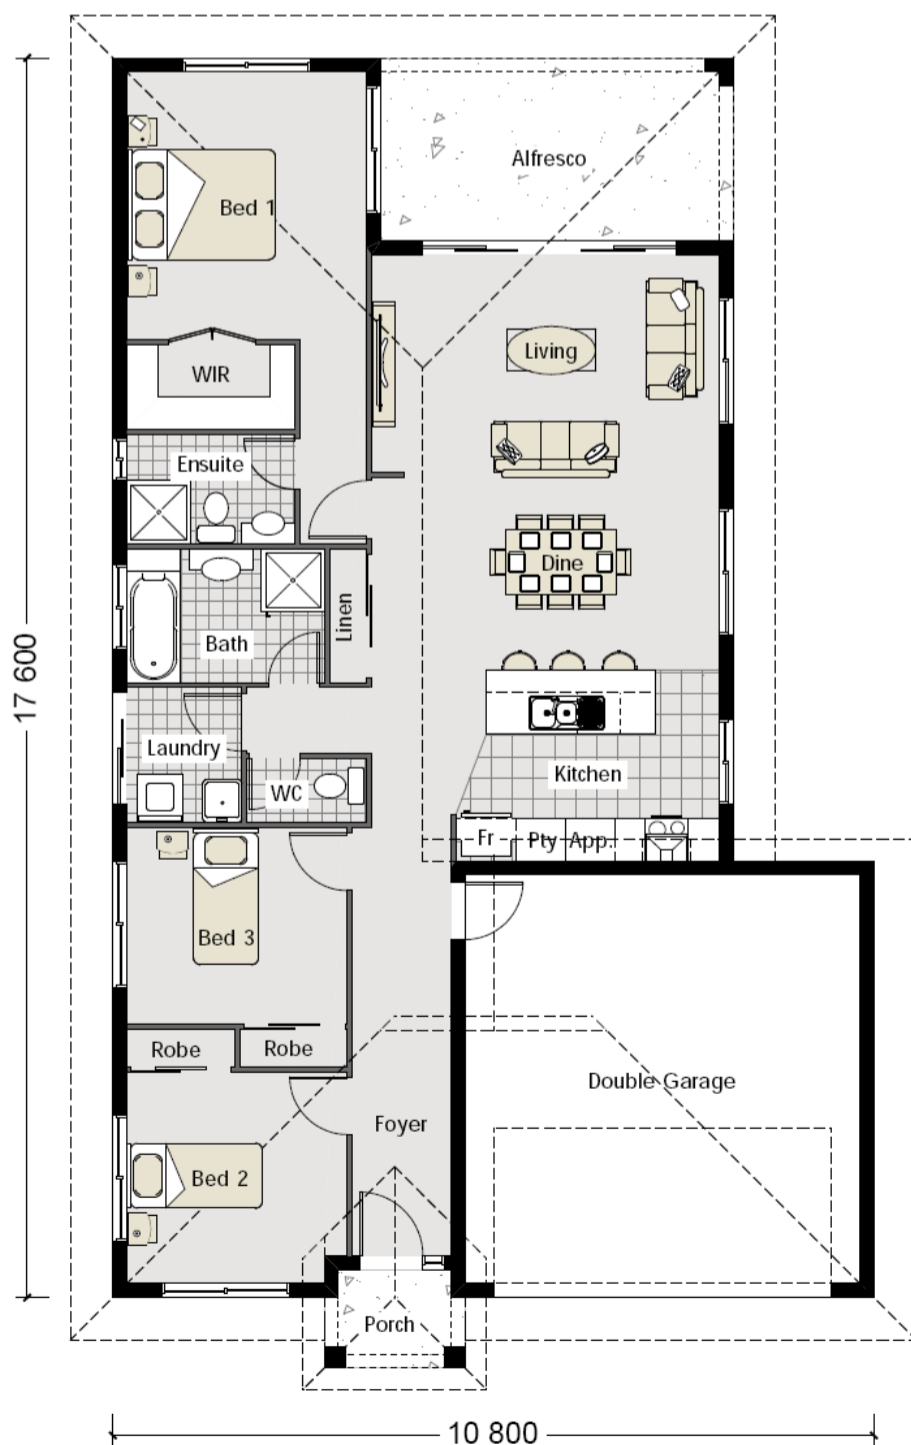 Alfresco
Bed 1
Living
WIR
Ensuite
Dine
Linen
Bath
17 600
Laundry
Kitchen
WC
Fr
Pty
App.
Bed 3
Robe
Robe
Double Garage
Foyer
Bed 2
Porch
10 800